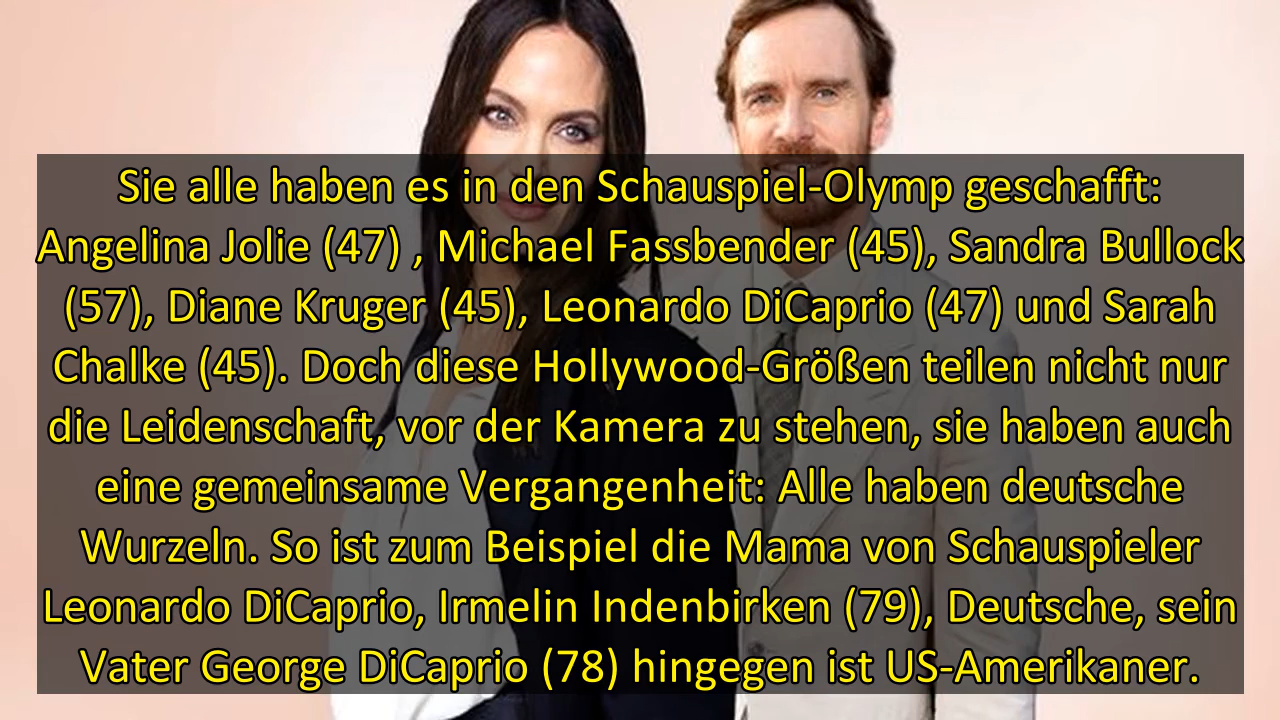 Sie alle haben es in den Schauspiel-Olymp geschafft:
Angelina Jolie (47) , Michael Fassbender (45), Sandra Bullock
(57), Diane Kruger (45), Leonardo DiCaprio (47) und Sarah
Chalke (45). Doch diese Hollywood-Größen teilen nicht nur
die Leidenschaft, vor der Kamera zu stehen, sie haben auch
eine gemeinsame Vergangenheit: Alle haben deutsche
Wurzeln. So ist zum Beispiel die Mama von Schauspieler
Leonardo DiCaprio, Irmelin Indenbirken (79), Deutsche, sein
Vater George DiCaprio (78) hingegen ist US-Amerikaner.